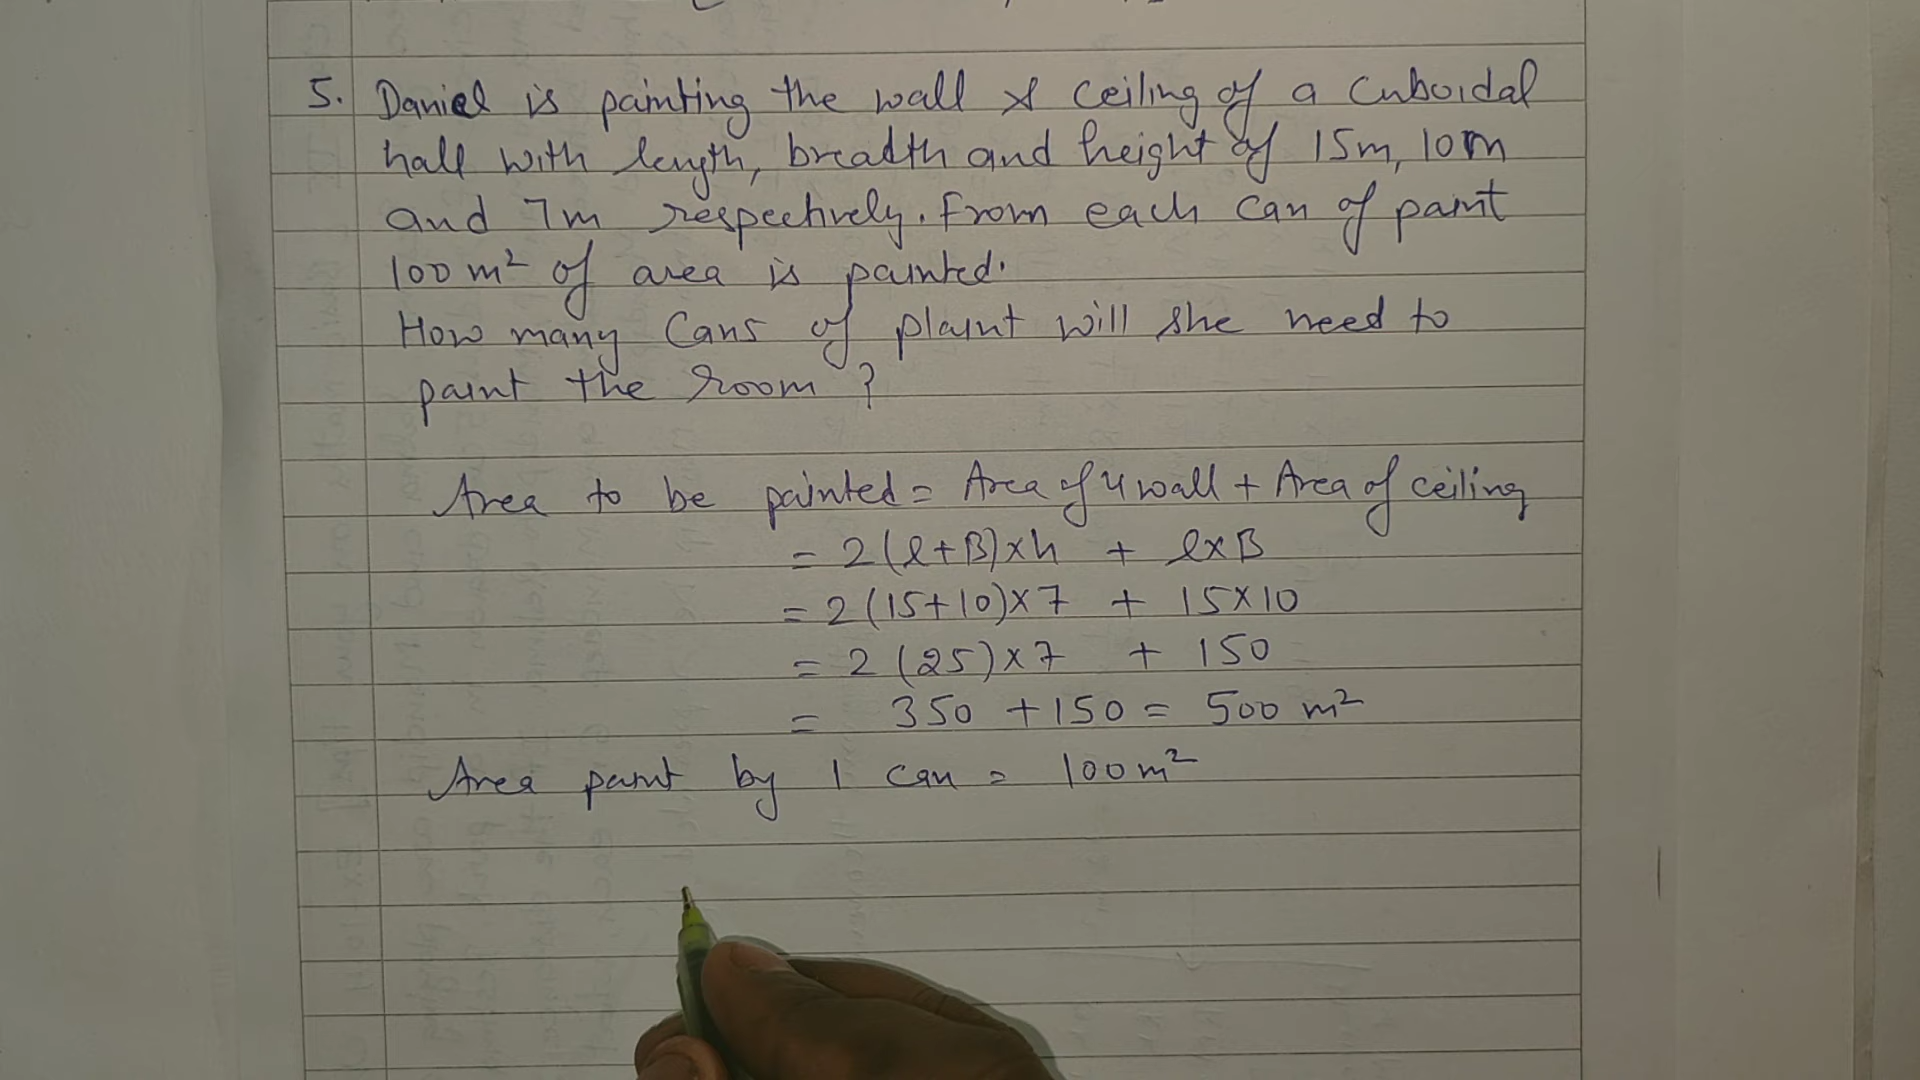 5. Daniel is painting the wall & ceiling of a cuboidal
hall with length, breadth and height of 15m, 10m
and 7m respectively. From each can of paint
100 m² of area is painted.
How many cans of plaint will she need to
paint the room ?
Area to be painted = Area of 4 wall + Area of ceiling
= 2(l+B)×h + l×B
= 2(15+10)×7 + 15×10
= 2(25)×7 + 150
= 350 + 150 = 500 m²
Area paint by 1 can = 100m²